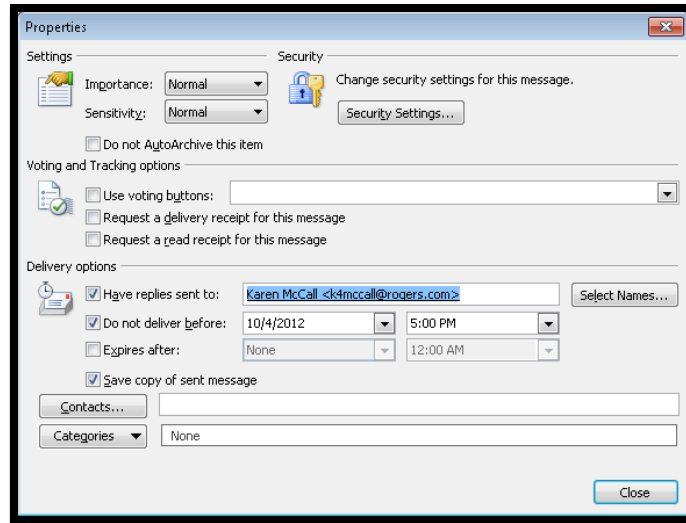 Properties
Settings
Security
Importance: Normal
Change security settings for this message.
Sensitivity: Normal
Security Settings...
Do not AutoArchive this item
Voting and Tracking options
Use voting buttons:
Request a delivery receipt for this message
Request a read receipt for this message
Delivery options
Have replies sent to: Karen McCall <k4mccall@rogers.com> Select Names...
Do not deliver before: 10/4/2012 5:00 PM
Expires after: None 12:00 AM
Save copy of sent message
Contacts...
Categories None
Close